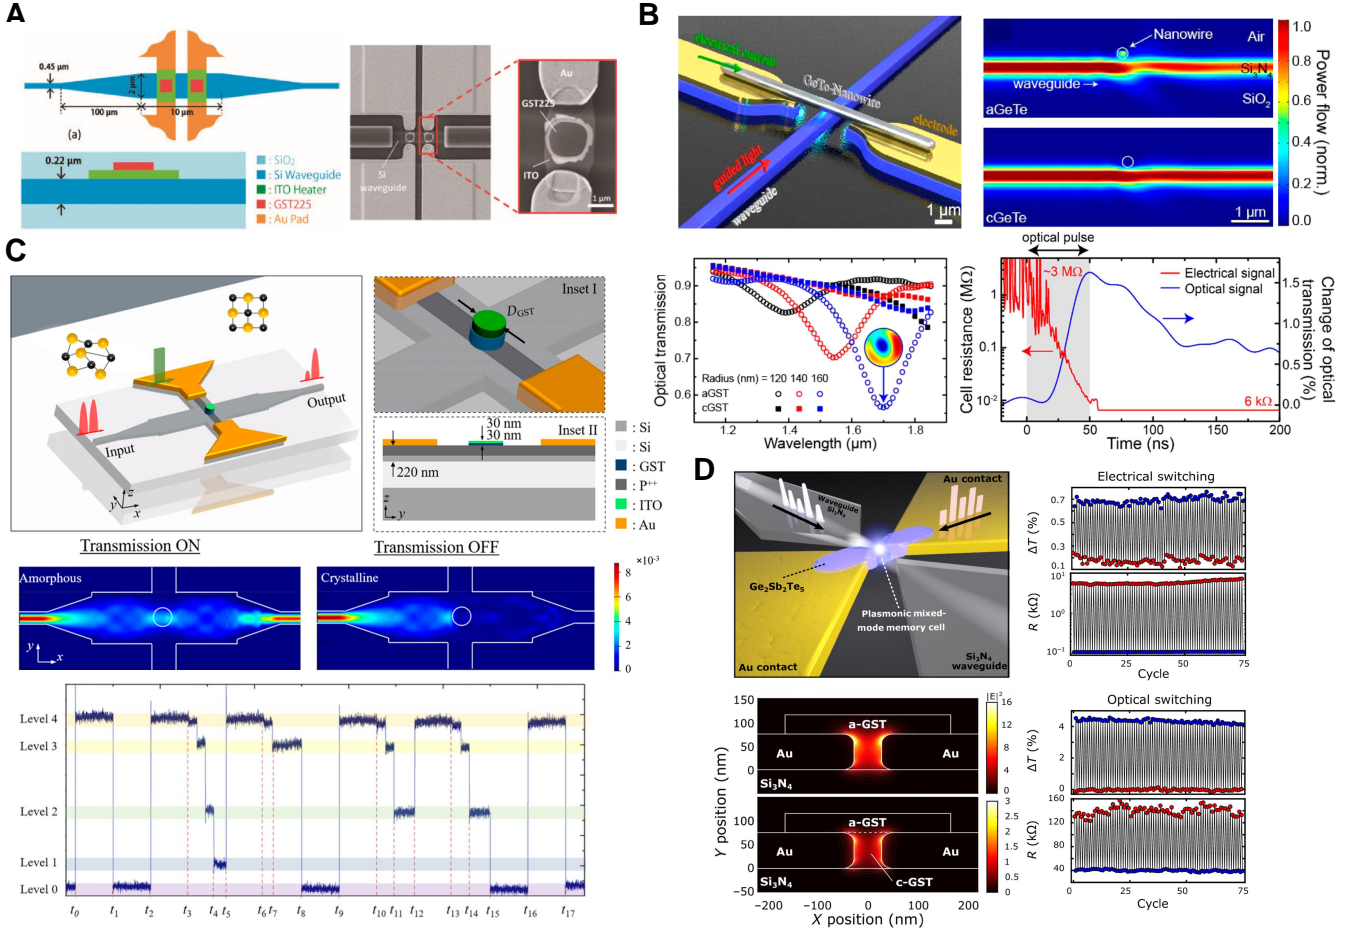 A
0.45 μm
2 μm
100 μm
10 μm
(a)
0.22 μm
: SiO₂
: Si Waveguide
: ITO Heater
: GST225
: Au Pad
Au
GST225
Si
waveguide
ITO
1 μm
B
electrical current
GeTe-Nanowire
electrode
guided light
waveguide
1 μm
Nanowire
Air
Si₃N₄
waveguide
SiO₂
aGeTe
cGeTe
1 μm
1.0
0.8
0.6
0.4
0.2
0.0
Power flow (norm.)
0.9
0.8
0.7
0.6
Optical transmission
Radius (nm) = 120 140 160
aGST
cGST
1.2 1.4 1.6 1.8
Wavelength (μm)
optical pulse
~3 MΩ
Electrical signal
Optical signal
1
0.1
10⁻²
Cell resistance (MΩ)
6 kΩ
1.5
1.0
0.5
0.0
Change of optical
transmission (%)
0 50 100 150 200
Time (ns)
C
Output
Input
z
y
x
Inset I
D_GST
30 nm
30 nm
Inset II
220 nm
z
y
: Si
: Si
: GST
: P⁺⁺
: ITO
: Au
Transmission ON
Transmission OFF
Amorphous
Crystalline
y
x
×10⁻³
8
6
4
2
0
Level 4
Level 3
Level 2
Level 1
Level 0
t₀ t₁ t₂ t₃ t₄ t₅ t₆ t₇ t₈ t₉ t₁₀ t₁₁ t₁₂ t₁₃ t₁₄ t₁₅ t₁₆ t₁₇
D
Waveguide
Si₃N₄
Au contact
Ge₂Sb₂Te₅
Plasmonic mixed-
mode memory cell
Au contact
Si₃N₄
waveguide
Electrical switching
0.7
0.5
0.3
0.1
ΔT (%)
10¹
10⁰
10⁻¹
R (kΩ)
0 25 50 75
Cycle
150
100
50
0
a-GST
Au
Au
Si₃N₄
|E|²
16
12
8
4
0
100
50
0
−50
a-GST
Au
Au
c-GST
Si₃N₄
3
2.5
2
1.5
1
0.5
0
Y position (nm)
−200 −100 0 100 200
X position (nm)
Optical switching
4
2
0
ΔT (%)
160
120
80
40
R (kΩ)
0 25 50 75
Cycle